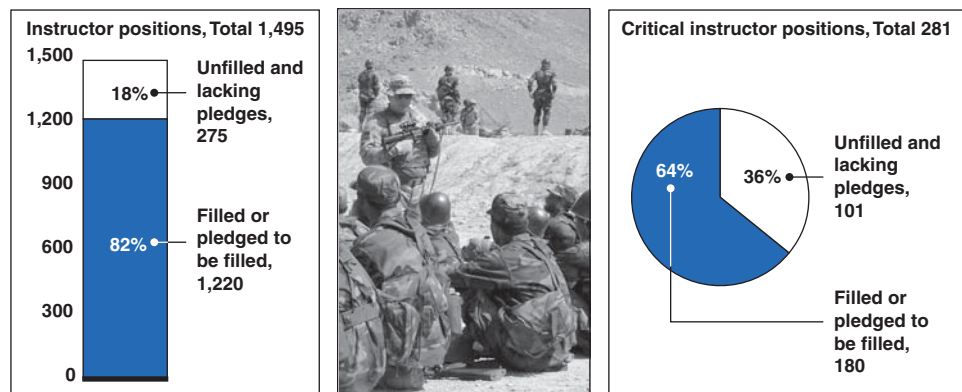 Instructor positions, Total 1,495
1,500
1,200
900
600
300
0
18%
Unfilled and
lacking
pledges,
275
82%
Filled or
pledged to
be filled,
1,220
Critical instructor positions, Total 281
64%
36%
Unfilled and
lacking
pledges,
101
Filled or
pledged to
be filled,
180